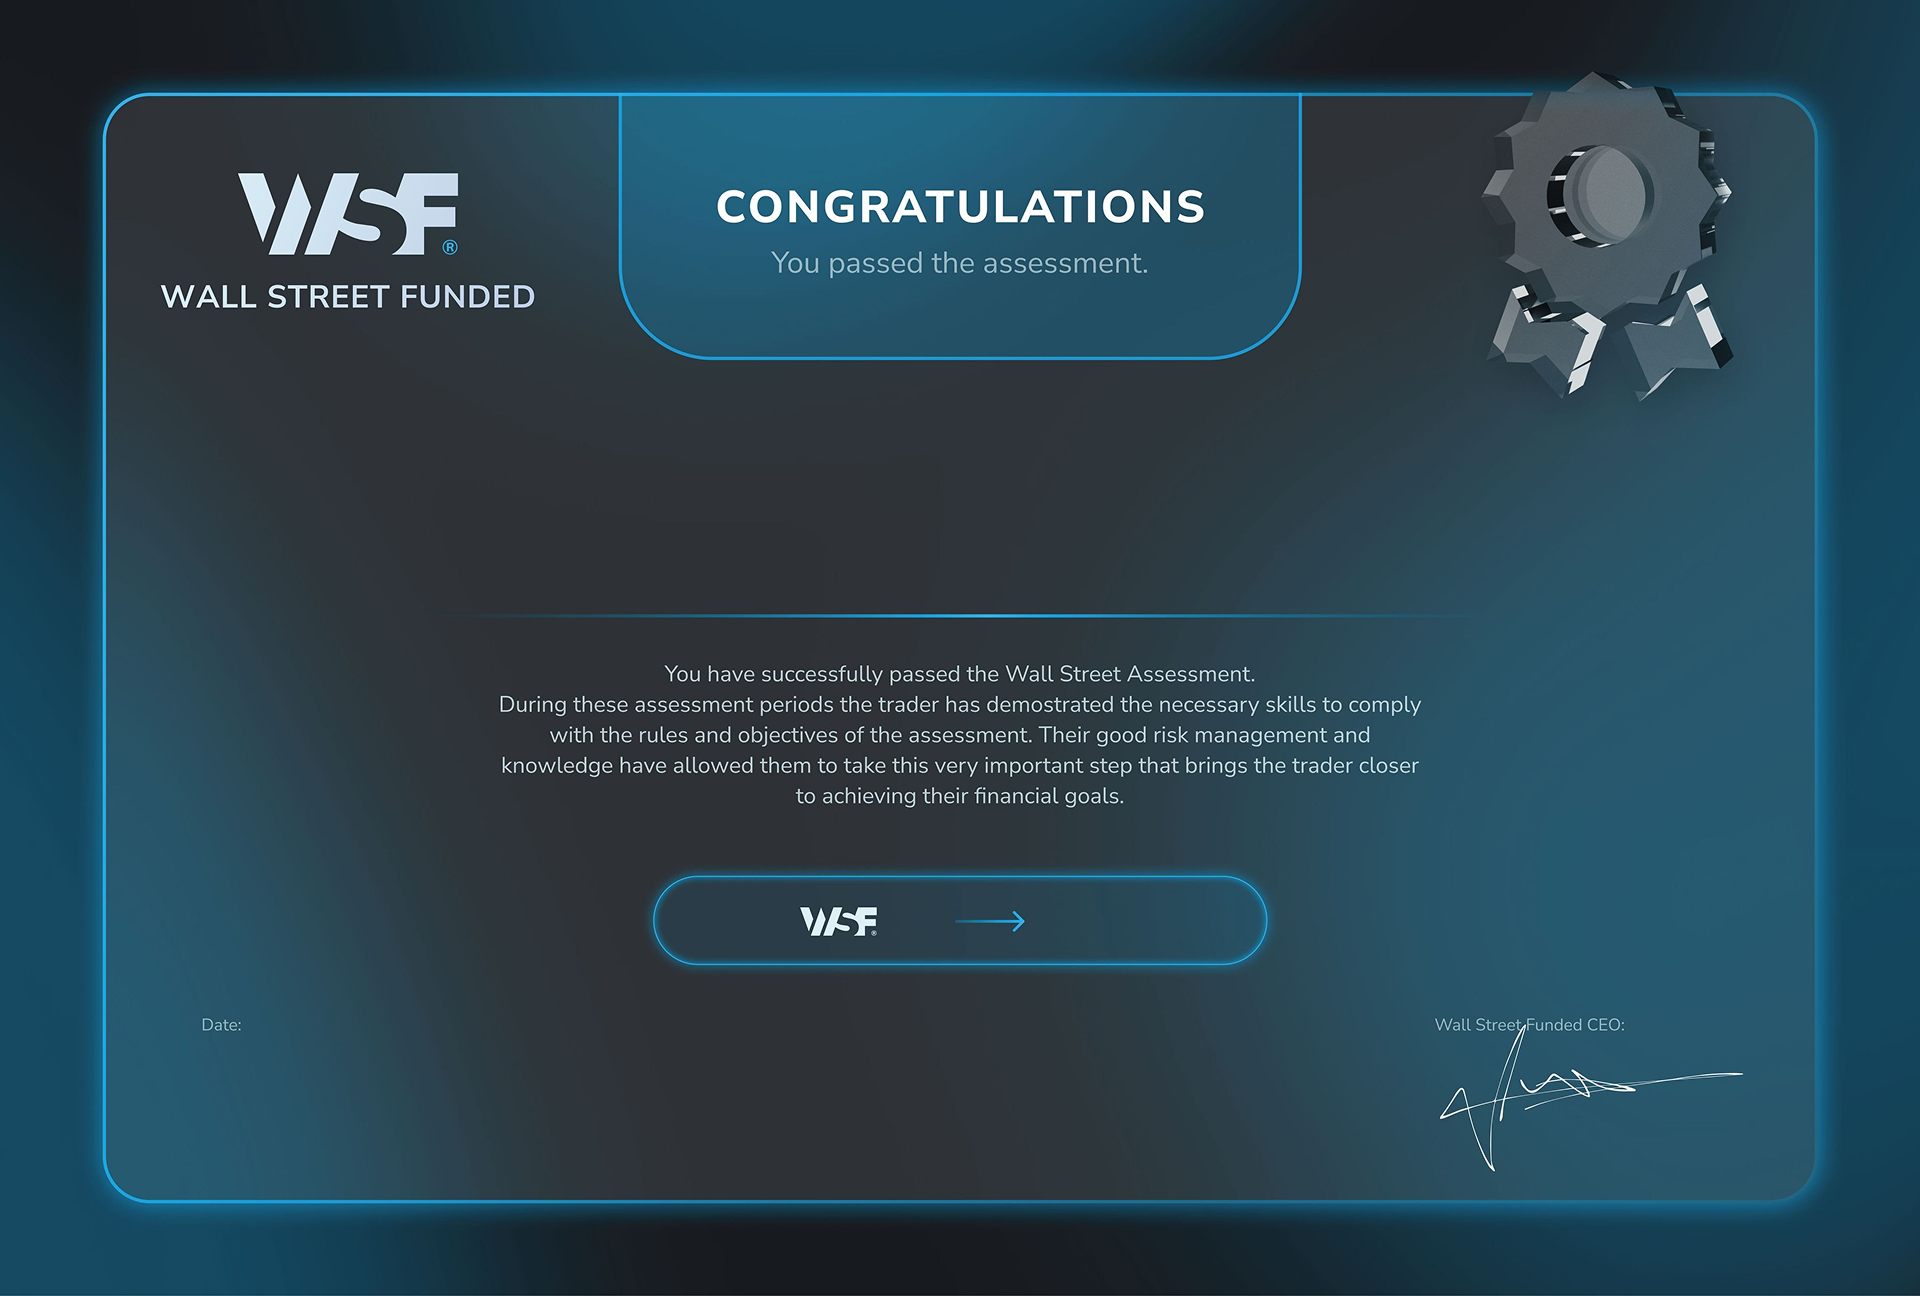 WSF®
WALL STREET FUNDED
CONGRATULATIONS
You passed the assessment.
You have successfully passed the Wall Street Assessment.
During these assessment periods the trader has demostrated the necessary skills to comply
with the rules and objectives of the assessment. Their good risk management and
knowledge have allowed them to take this very important step that brings the trader closer
to achieving their financial goals.
WSF®
Date:
Wall Street Funded CEO: